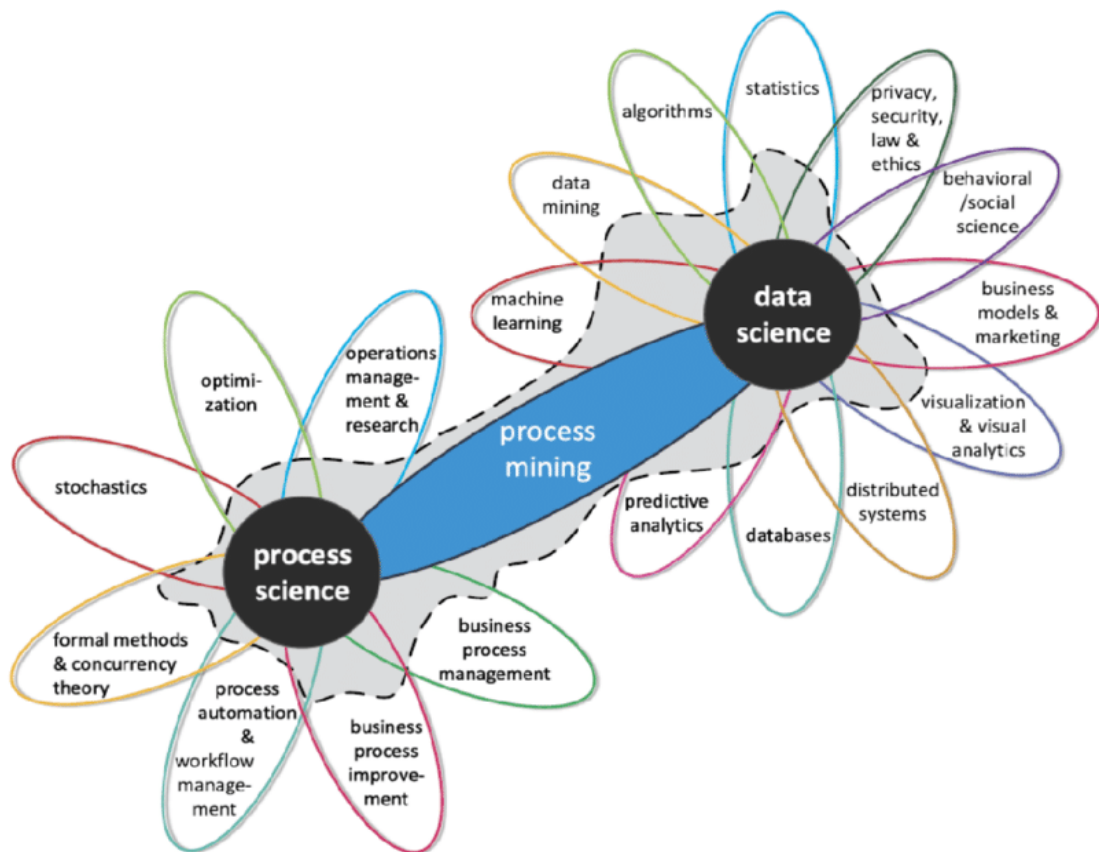 statistics
algorithms
privacy,
security,
law &
ethics
data
mining
behavioral
/social
science
machine
learning
data
science
business
models &
marketing
operations
manage-
ment &
research
optimi-
zation
visualization
& visual
analytics
process
mining
stochastics
predictive
analytics
databases
distributed
systems
process
science
formal methods
& concurrency
theory
business
process
management
process
automation
&
workflow
manage-
ment
business
process
improve-
ment